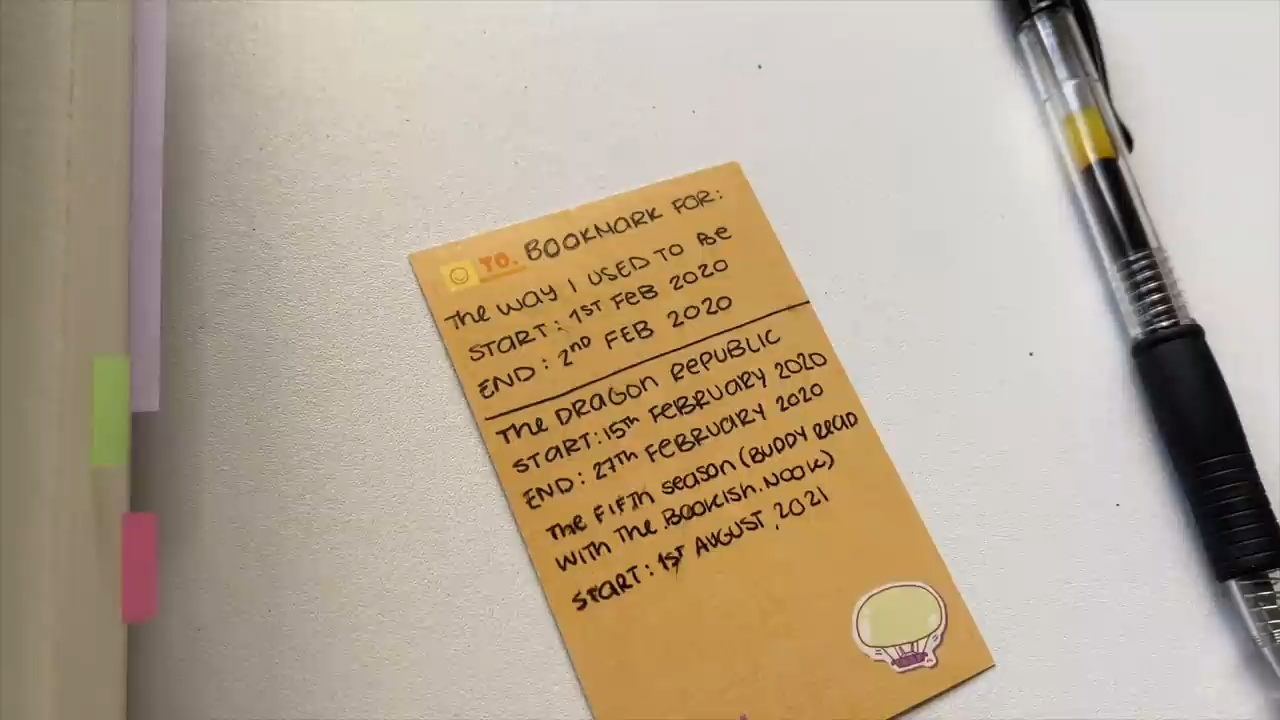 TO. BOOKMARK FOR:
THE WAY I USED TO BE
START: 1ST FEB 2020
END: 2ND FEB 2020
THE DRAGON REPUBLIC
START: 15TH FEBRUARY 2020
END: 27TH FEBRUARY 2020
THE FIFTH SEASON (BUDDY READ
WITH THE.BOOKISH.NOOK)
START: 1ST AUGUST, 2021